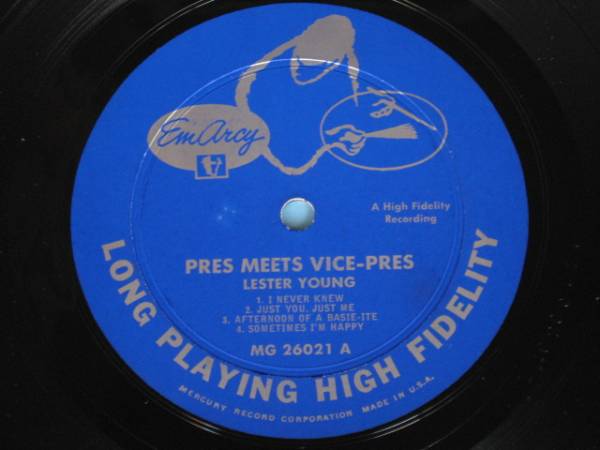 EmArcy
A High Fidelity
Recording
PRES MEETS VICE-PRES
LESTER YOUNG
1. I NEVER KNEW
2. JUST YOU, JUST ME
3. AFTERNOON OF A BASIE-ITE
4. SOMETIMES I'M HAPPY
MG 26021 A
LONG PLAYING HIGH FIDELITY
MERCURY RECORD CORPORATION MADE IN U.S.A.